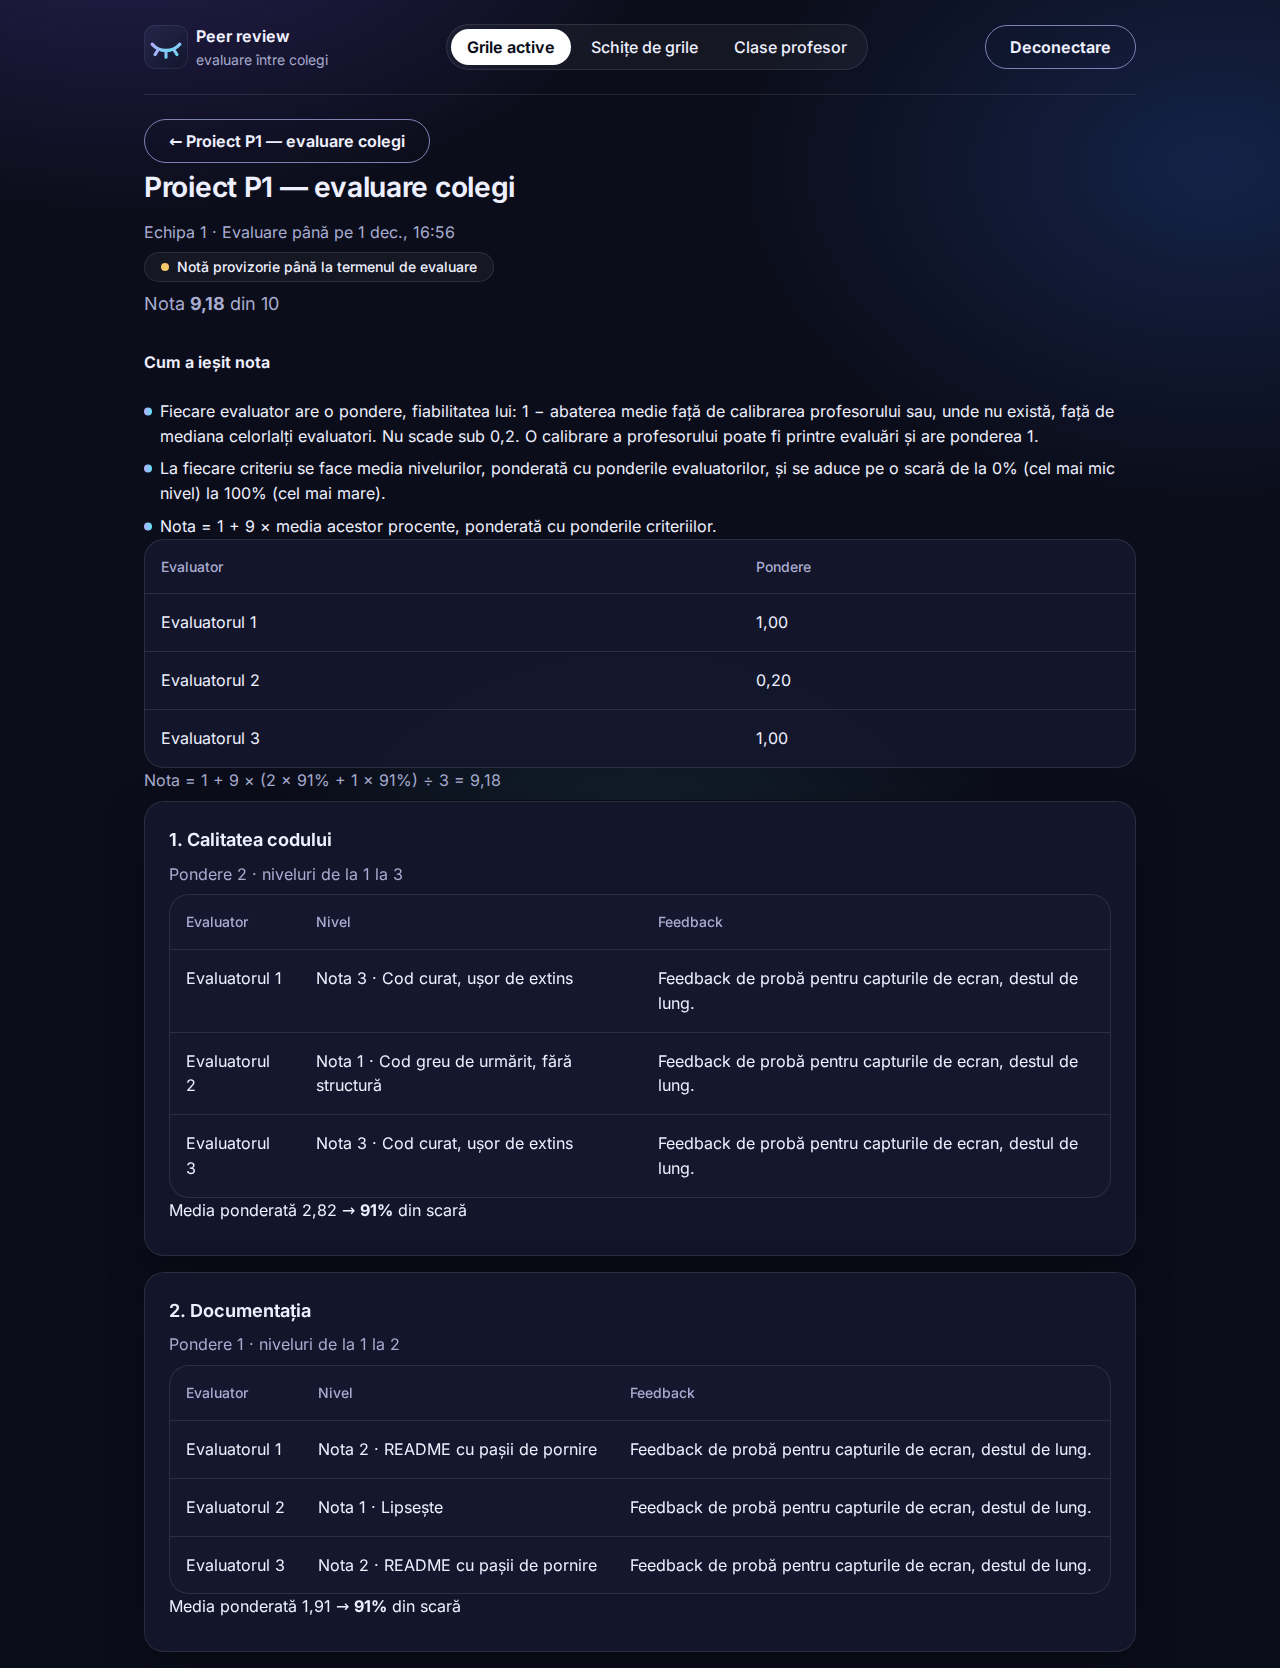 Peer review
evaluare între colegi
Grile active
Schițe de grile
Clase profesor
Deconectare
← Proiect P1 — evaluare colegi
Proiect P1 — evaluare colegi
Echipa 1 · Evaluare până pe 1 dec., 16:56
Notă provizorie până la termenul de evaluare
Nota 9,18 din 10
Cum a ieșit nota
Fiecare evaluator are o pondere, fiabilitatea lui: 1 − abaterea medie față de calibrarea profesorului sau, unde nu există, față de
mediana celorlalți evaluatori. Nu scade sub 0,2. O calibrare a profesorului poate fi printre evaluări și are ponderea 1.
La fiecare criteriu se face media nivelurilor, ponderată cu ponderile evaluatorilor, și se aduce pe o scară de la 0% (cel mai mic
nivel) la 100% (cel mai mare).
Nota = 1 + 9 × media acestor procente, ponderată cu ponderile criteriilor.
Evaluator Pondere
Evaluatorul 1 1,00
Evaluatorul 2 0,20
Evaluatorul 3 1,00
Nota = 1 + 9 × (2 × 91% + 1 × 91%) ÷ 3 = 9,18
1. Calitatea codului
Pondere 2 · niveluri de la 1 la 3
Evaluator Nivel Feedback
Evaluatorul 1 Nota 3 · Cod curat, ușor de extins Feedback de probă pentru capturile de ecran, destul de
lung.
Evaluatorul Nota 1 · Cod greu de urmărit, fără Feedback de probă pentru capturile de ecran, destul de
2 structură lung.
Evaluatorul Nota 3 · Cod curat, ușor de extins Feedback de probă pentru capturile de ecran, destul de
3 lung.
Media ponderată 2,82 → 91% din scară
2. Documentația
Pondere 1 · niveluri de la 1 la 2
Evaluator Nivel Feedback
Evaluatorul 1 Nota 2 · README cu pașii de pornire Feedback de probă pentru capturile de ecran, destul de lung.
Evaluatorul 2 Nota 1 · Lipsește Feedback de probă pentru capturile de ecran, destul de lung.
Evaluatorul 3 Nota 2 · README cu pașii de pornire Feedback de probă pentru capturile de ecran, destul de lung.
Media ponderată 1,91 → 91% din scară